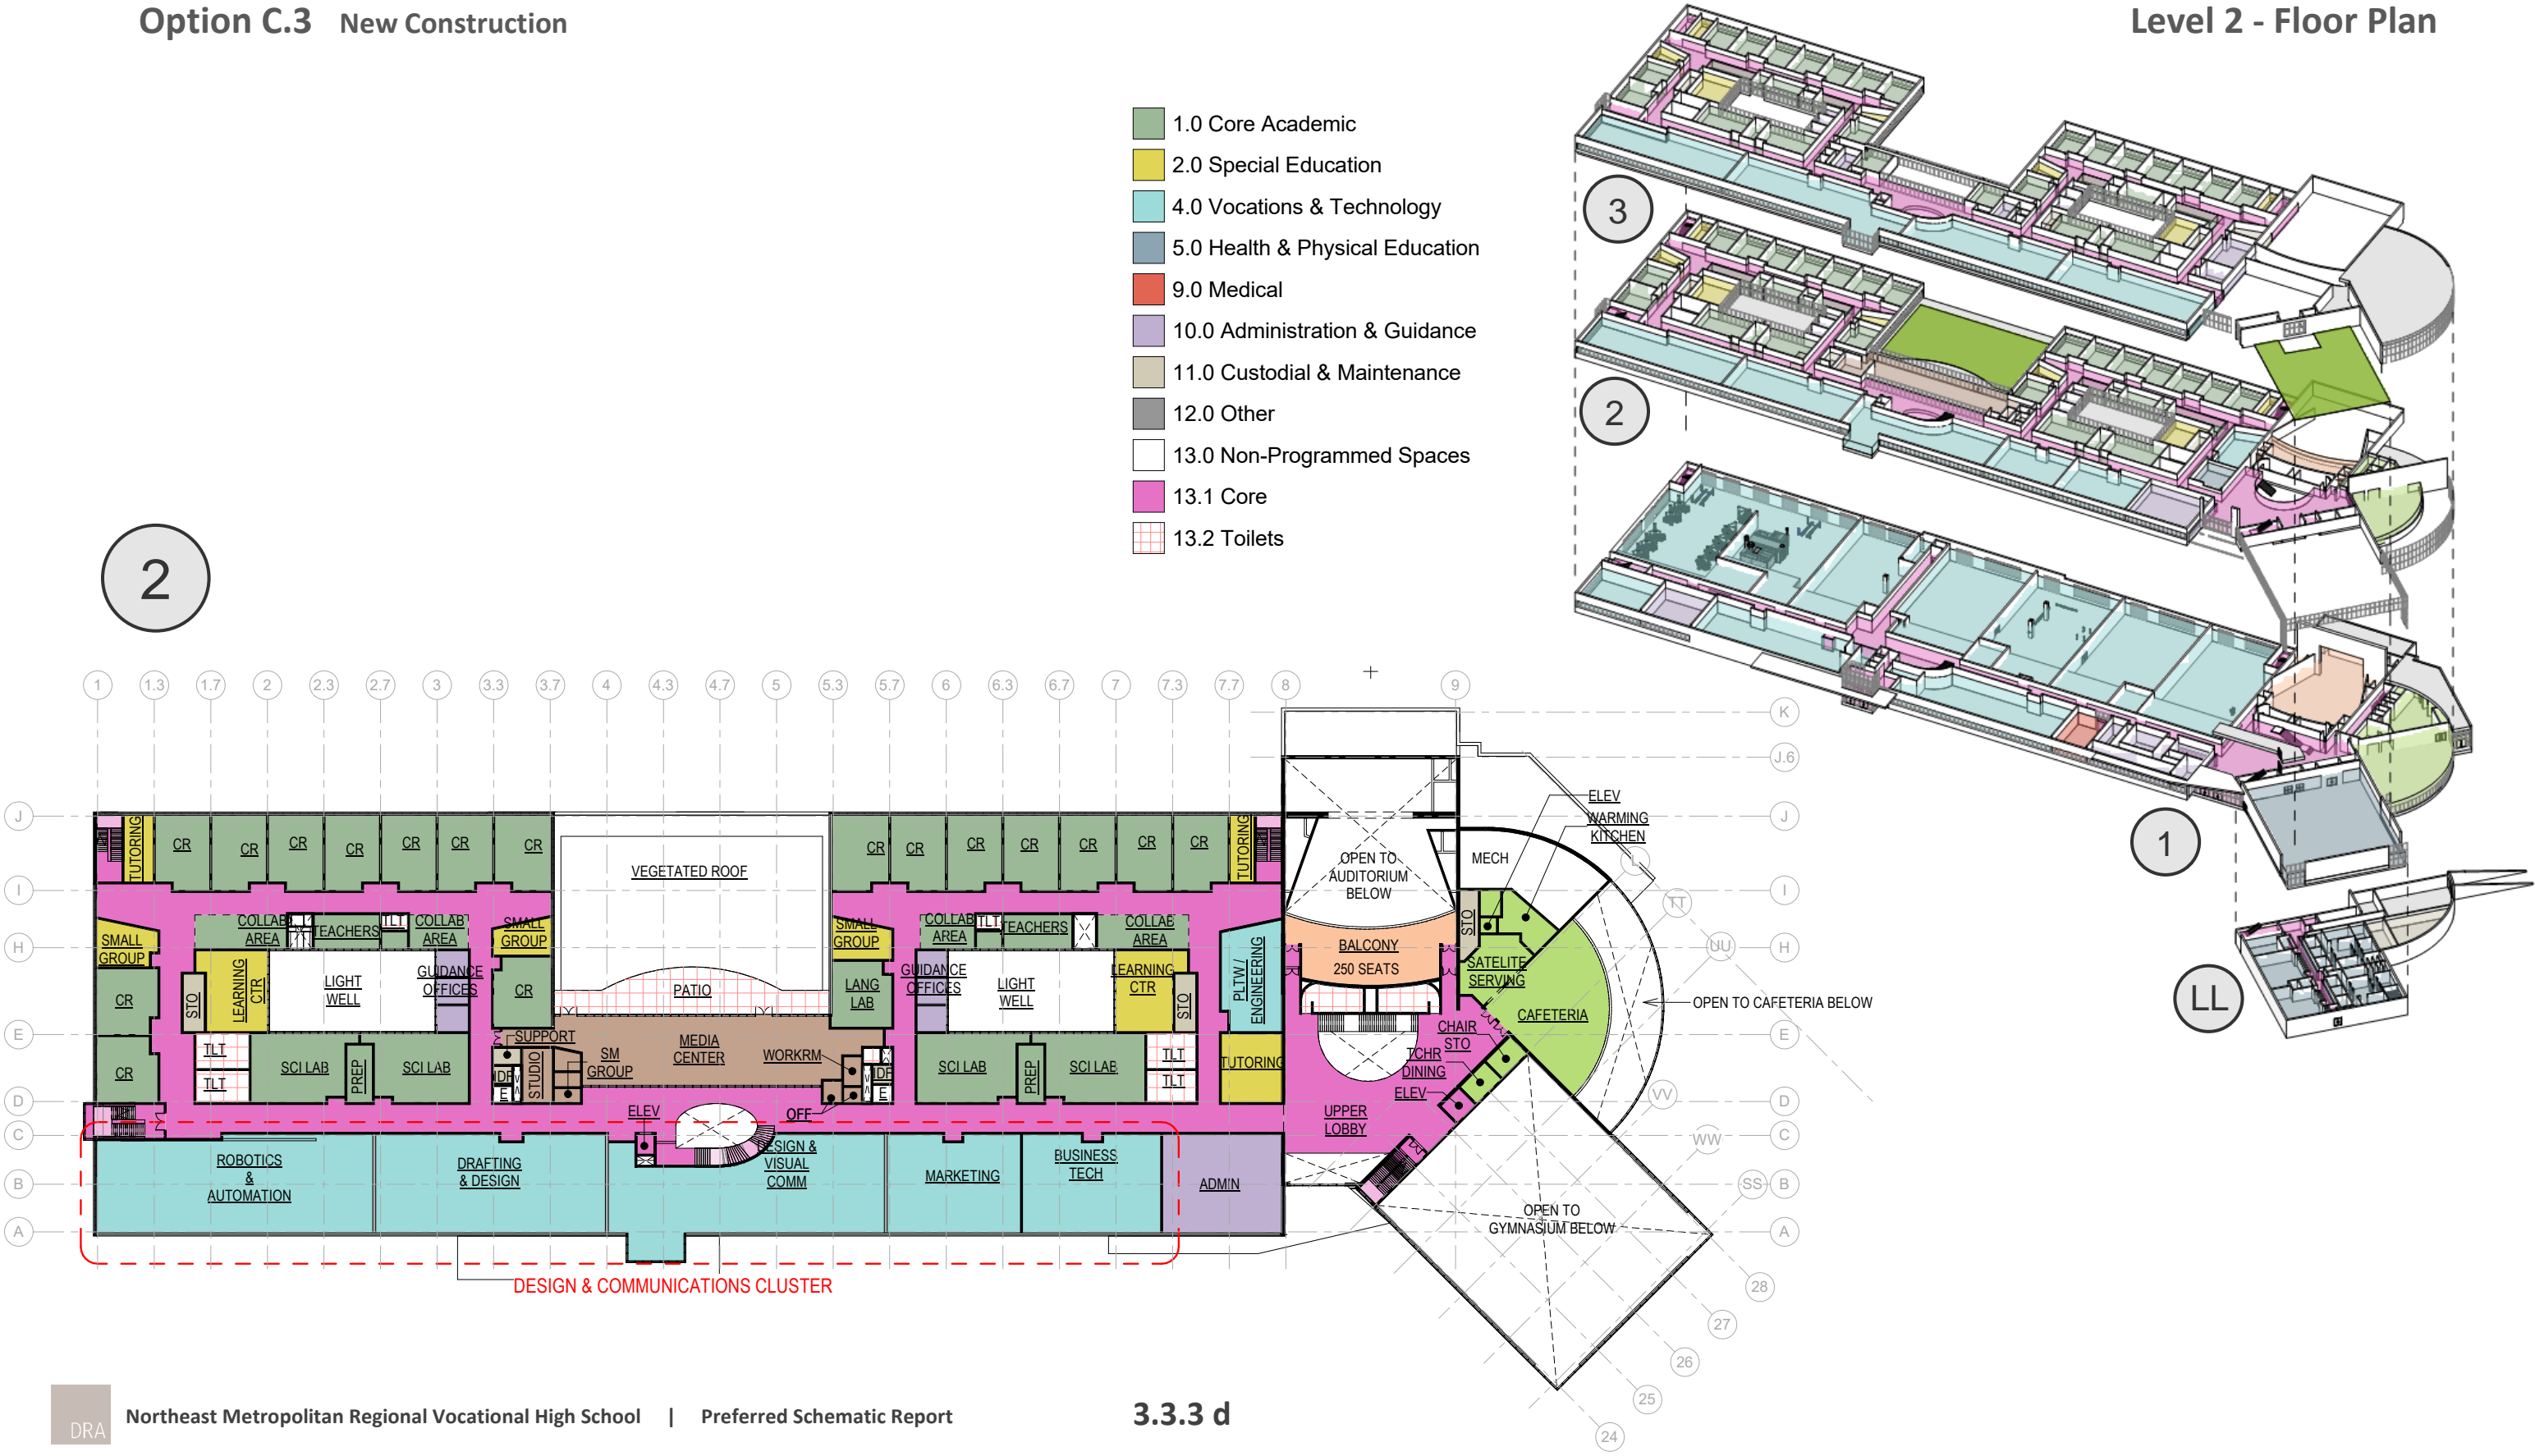 Option C.3 New Construction
Level 2 - Floor Plan
1.0 Core Academic
2.0 Special Education
4.0 Vocations & Technology
5.0 Health & Physical Education
9.0 Medical
10.0 Administration & Guidance
11.0 Custodial & Maintenance
12.0 Other
13.0 Non-Programmed Spaces
13.1 Core
13.2 Toilets
3
2
1
LL
2
1 1.3 1.7 2 2.3 2.7 3 3.3 3.7 4 4.3 4.7 5 5.3 5.7 6 6.3 6.7 7 7.3 7.7 8 9
K
J.6
J J
I I
H H
E E
D D
C C
B B
A A
L
TT
UU
VV
WW
SS
28
27
26
25
24
TUTORING
CR CR CR CR CR CR CR
VEGETATED ROOF
CR CR CR CR CR CR CR
TUTORING
OPEN TO
AUDITORIUM
BELOW
MECH
ELEV
WARMING
KITCHEN
SMALL
GROUP
COLLAB
AREA
TEACHERS
TLT
COLLAB
AREA
SMALL
GROUP
SMALL
GROUP
COLLAB
AREA
TLT
TEACHERS
COLLAB
AREA
STO
BALCONY
250 SEATS
SATELITE
SERVING
CR
STO
LEARNING
CTR
LIGHT
WELL
GUIDANCE
OFFICES
CR
PATIO
LANG
LAB
GUIDANCE
OFFICES
LIGHT
WELL
LEARNING
CTR
STO
PLTW /
ENGINEERING
CAFETERIA
OPEN TO CAFETERIA BELOW
CR
TLT
TLT
SCI LAB
PREP
SCI LAB
SUPPORT
IDF
E
STUDIO
SM
GROUP
MEDIA
CENTER
WORKRM
IDF
E
OFF
SCI LAB
PREP
SCI LAB
TLT
TLT
TUTORING
CHAIR
STO
TCHR
DINING
ELEV
ELEV
UPPER
LOBBY
ROBOTICS
&
AUTOMATION
DRAFTING
& DESIGN
DESIGN &
VISUAL
COMM
MARKETING
BUSINESS
TECH
ADMIN
OPEN TO
GYMNASIUM BELOW
DESIGN & COMMUNICATIONS CLUSTER
DRA
Northeast Metropolitan Regional Vocational High School | Preferred Schematic Report
3.3.3 d